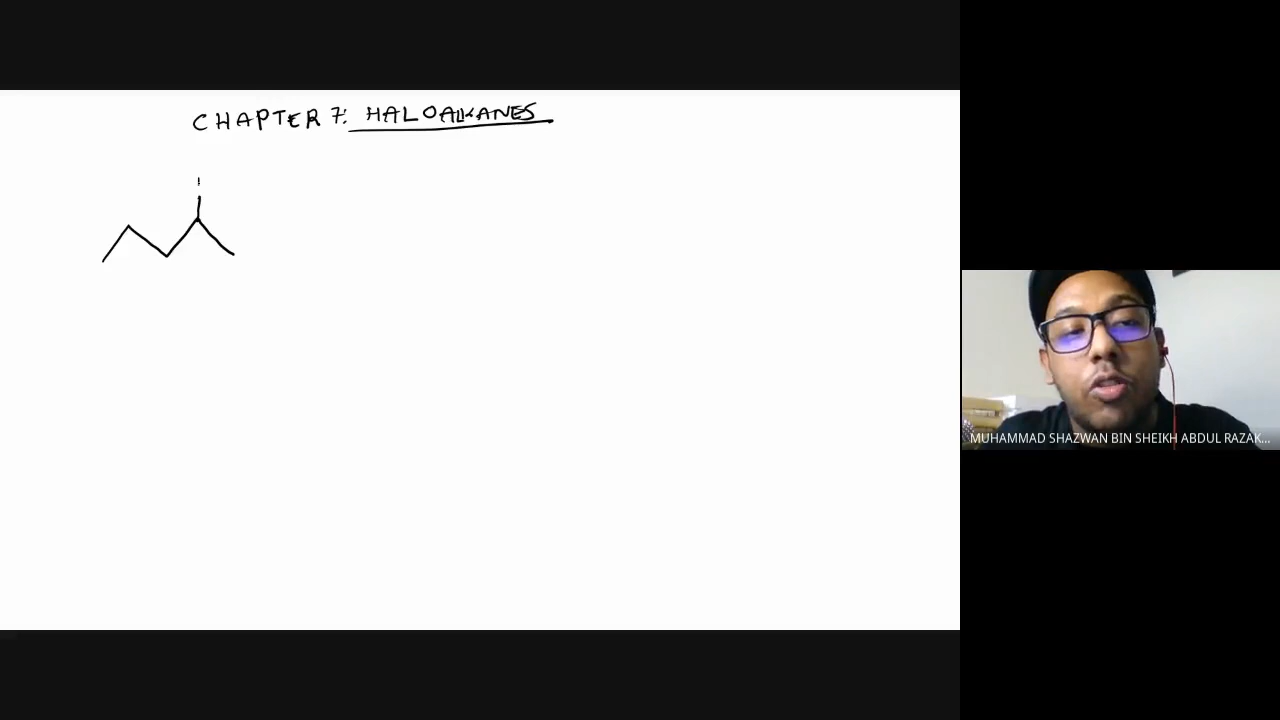 CHAPTER 7: HALOALKANES
MUHAMMAD SHAZWAN BIN SHEIKH ABDUL RAZAK...